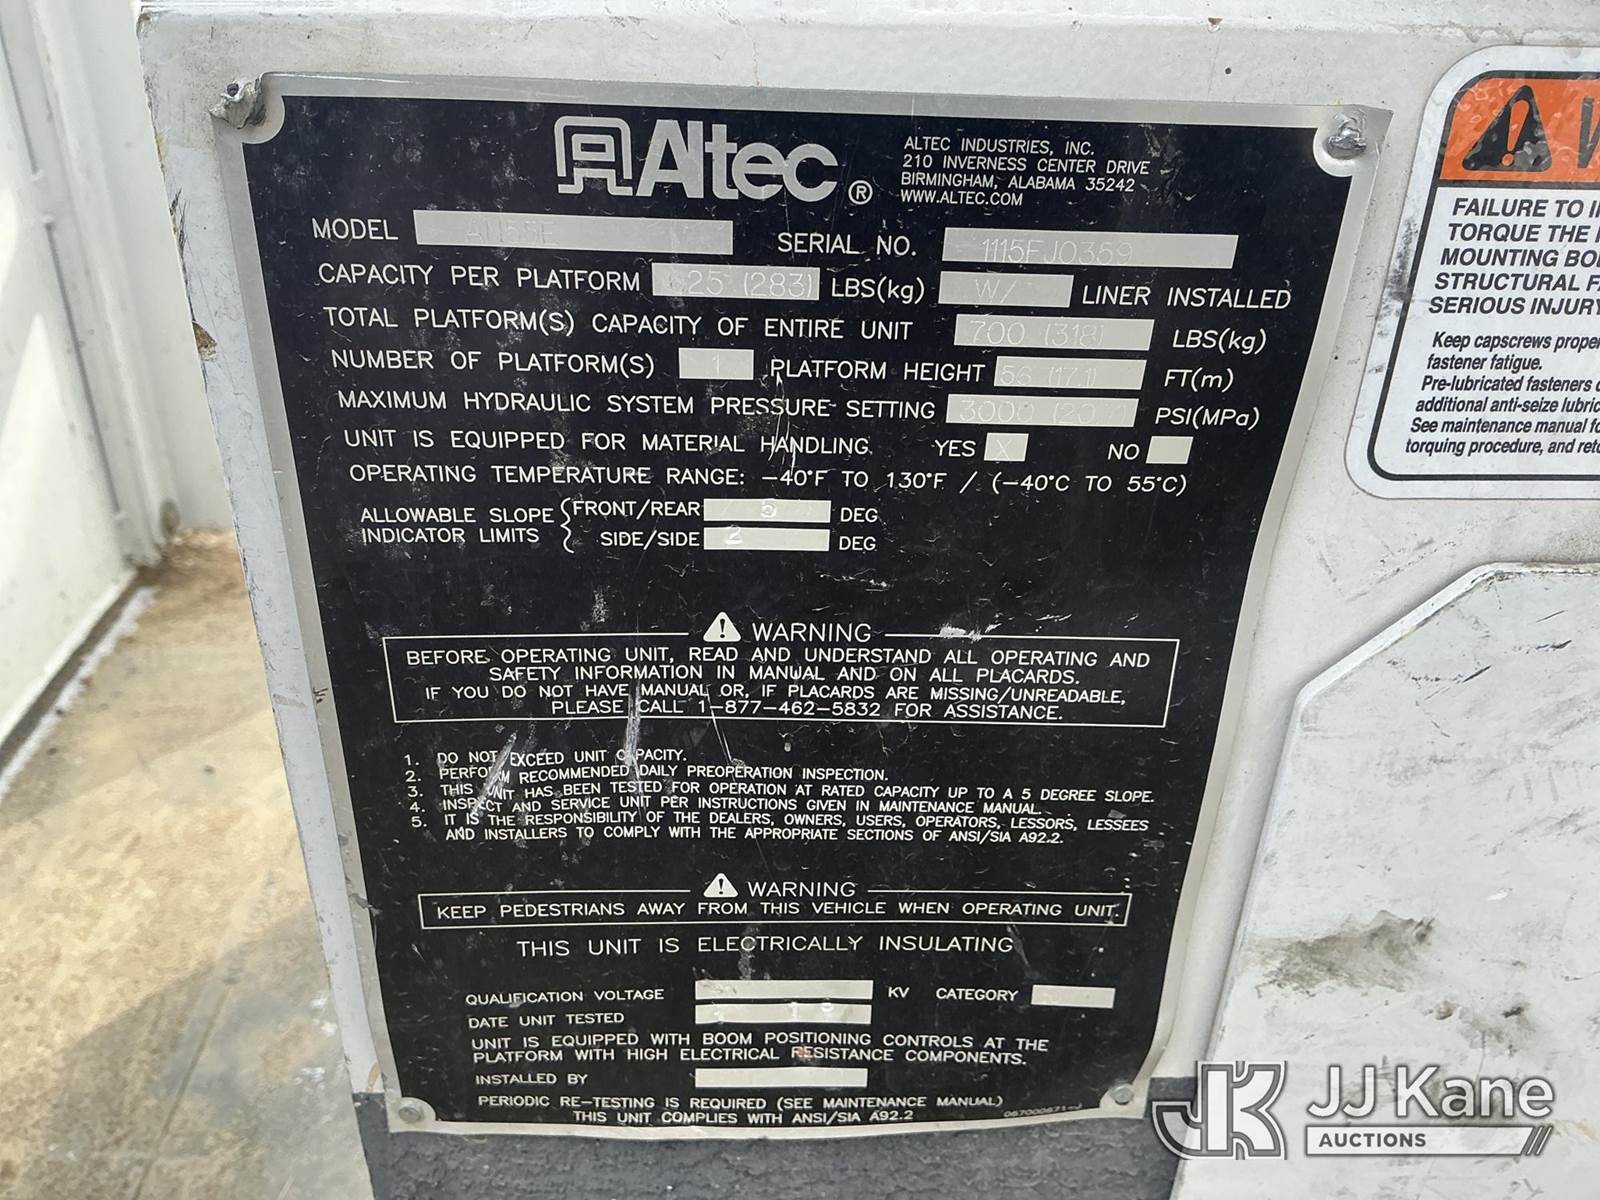 Altec®
ALTEC INDUSTRIES, INC.
210 INVERNESS CENTER DRIVE
BIRMINGHAM, ALABAMA 35242
WWW.ALTEC.COM
MODEL
SERIAL NO. 1115FJ0359
CAPACITY PER PLATFORM (283) LBS(kg) W/ LINER INSTALLED
TOTAL PLATFORM(S) CAPACITY OF ENTIRE UNIT 700 (318) LBS(kg)
NUMBER OF PLATFORM(S) 1 PLATFORM HEIGHT 56 (17.1) FT(m)
MAXIMUM HYDRAULIC SYSTEM PRESSURE SETTING 3000 PSI(MPa)
UNIT IS EQUIPPED FOR MATERIAL HANDLING YES X NO
OPERATING TEMPERATURE RANGE: -40°F TO 130°F / (-40°C TO 55°C)
ALLOWABLE SLOPE INDICATOR LIMITS
FRONT/REAR 5 DEG
SIDE/SIDE 2 DEG
WARNING
BEFORE OPERATING UNIT, READ AND UNDERSTAND ALL OPERATING AND
SAFETY INFORMATION IN MANUAL AND ON ALL PLACARDS.
IF YOU DO NOT HAVE MANUAL OR, IF PLACARDS ARE MISSING/UNREADABLE,
PLEASE CALL 1-877-462-5832 FOR ASSISTANCE.
1. DO NOT EXCEED UNIT CAPACITY.
2. PERFORM RECOMMENDED DAILY PREOPERATION INSPECTION.
3. THIS UNIT HAS BEEN TESTED FOR OPERATION AT RATED CAPACITY UP TO A 5 DEGREE SLOPE.
4. INSPECT AND SERVICE UNIT PER INSTRUCTIONS GIVEN IN MAINTENANCE MANUAL.
5. IT IS THE RESPONSIBILITY OF THE DEALERS, OWNERS, USERS, OPERATORS, LESSORS, LESSEES
AND INSTALLERS TO COMPLY WITH THE APPROPRIATE SECTIONS OF ANSI/SIA A92.2.
WARNING
KEEP PEDESTRIANS AWAY FROM THIS VEHICLE WHEN OPERATING UNIT.
THIS UNIT IS ELECTRICALLY INSULATING
QUALIFICATION VOLTAGE KV CATEGORY
DATE UNIT TESTED
UNIT IS EQUIPPED WITH BOOM POSITIONING CONTROLS AT THE
PLATFORM WITH HIGH ELECTRICAL RESISTANCE COMPONENTS.
INSTALLED BY
PERIODIC RE-TESTING IS REQUIRED (SEE MAINTENANCE MANUAL)
THIS UNIT COMPLIES WITH ANSI/SIA A92.2
FAILURE TO
TORQUE THE
MOUNTING
STRUCTURAL
SERIOUS INJURY
Keep capscrews
fastener fatigue.
Pre-lubricated fasteners
additional anti-seize
See maintenance manual
torquing procedure, and
JK JJ Kane
AUCTIONS